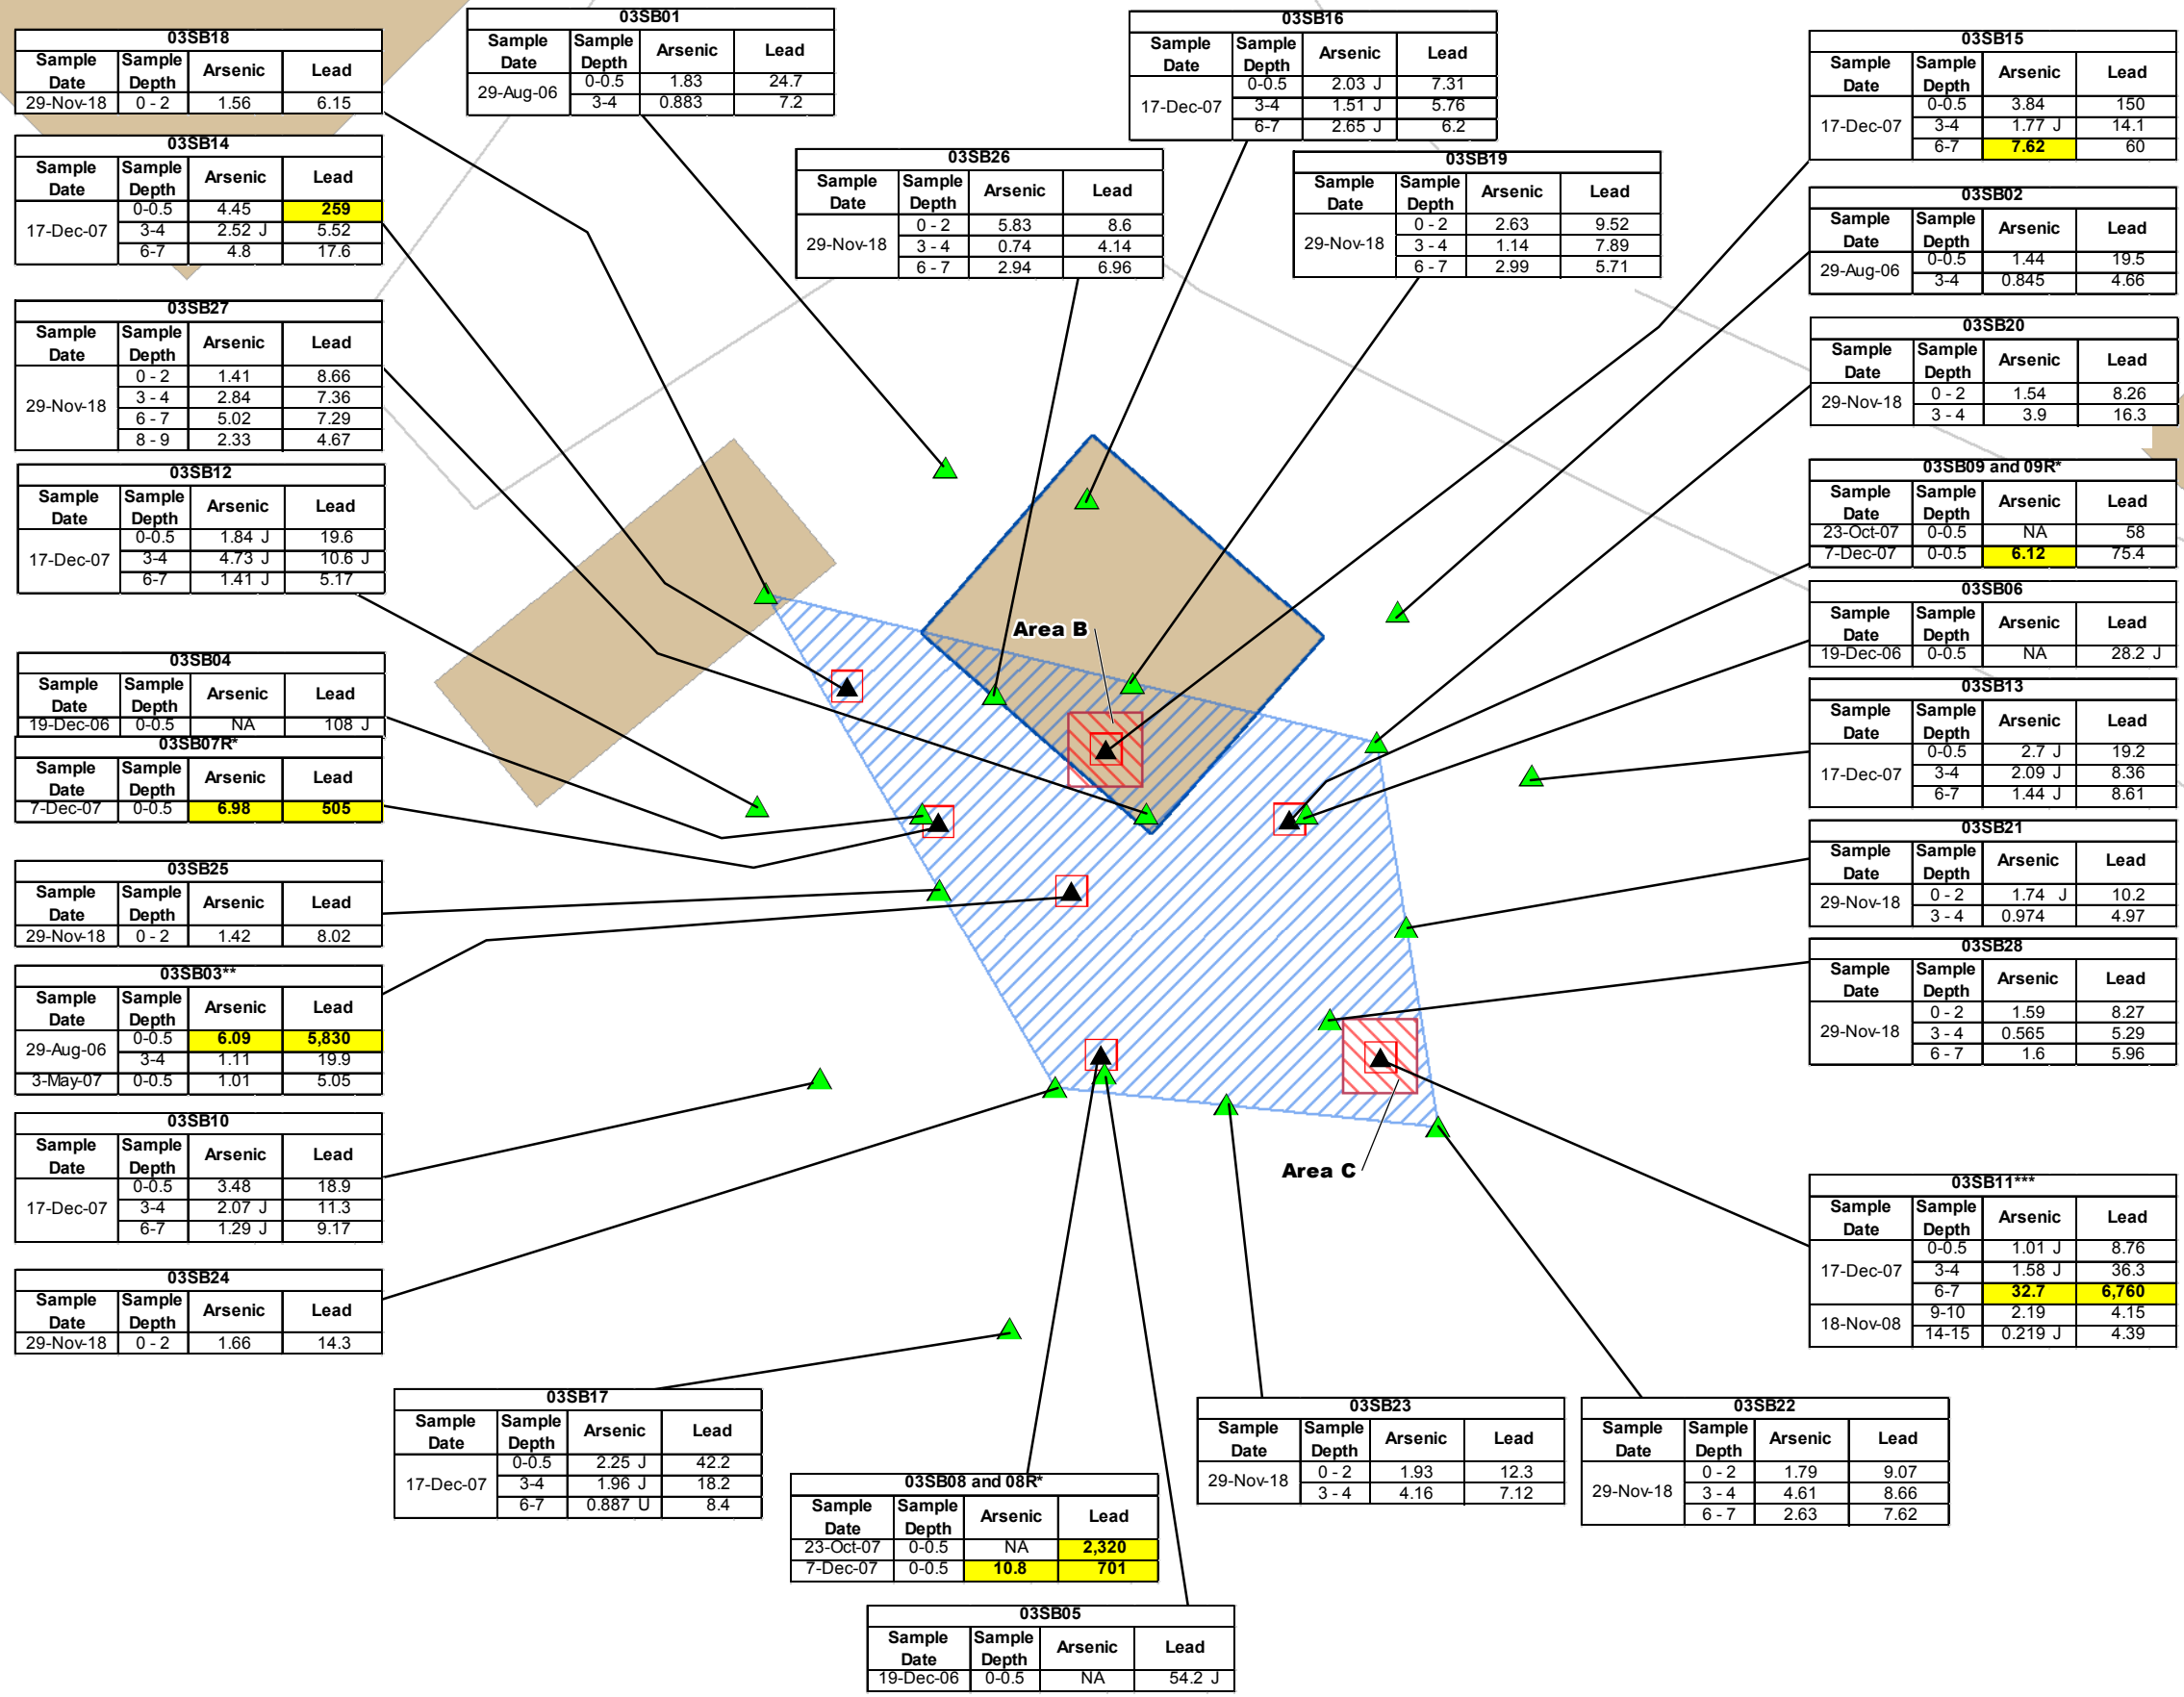 03SB18
Sample Date Sample Depth Arsenic Lead
29-Nov-18 0 - 2 1.56 6.15
03SB14
Sample Date Sample Depth Arsenic Lead
17-Dec-07 0-0.5 4.45 259
3-4 2.52 J 5.52
6-7 4.8 17.6
03SB27
Sample Date Sample Depth Arsenic Lead
29-Nov-18 0 - 2 1.41 8.66
3 - 4 2.84 7.36
6 - 7 5.02 7.29
8 - 9 2.33 4.67
03SB12
Sample Date Sample Depth Arsenic Lead
17-Dec-07 0-0.5 1.84 J 19.6
3-4 4.73 J 10.6 J
6-7 1.41 J 5.17
03SB04
Sample Date Sample Depth Arsenic Lead
19-Dec-06 0-0.5 NA 108 J
03SB07R*
Sample Date Sample Depth Arsenic Lead
7-Dec-07 0-0.5 6.98 505
03SB25
Sample Date Sample Depth Arsenic Lead
29-Nov-18 0 - 2 1.42 8.02
03SB03**
Sample Date Sample Depth Arsenic Lead
29-Aug-06 0-0.5 6.09 5,830
3-4 1.11 19.9
3-May-07 0-0.5 1.01 5.05
03SB10
Sample Date Sample Depth Arsenic Lead
17-Dec-07 0-0.5 3.48 18.9
3-4 2.07 J 11.3
6-7 1.29 J 9.17
03SB24
Sample Date Sample Depth Arsenic Lead
29-Nov-18 0 - 2 1.66 14.3
03SB01
Sample Date Sample Depth Arsenic Lead
29-Aug-06 0-0.5 1.83 24.7
3-4 0.883 7.2
03SB26
Sample Date Sample Depth Arsenic Lead
29-Nov-18 0 - 2 5.83 8.6
3 - 4 0.74 4.14
6 - 7 2.94 6.96
03SB16
Sample Date Sample Depth Arsenic Lead
17-Dec-07 0-0.5 2.03 J 7.31
3-4 1.51 J 5.76
6-7 2.65 J 6.2
03SB19
Sample Date Sample Depth Arsenic Lead
29-Nov-18 0 - 2 2.63 9.52
3 - 4 1.14 7.89
6 - 7 2.99 5.71
Area B
Area C
03SB15
Sample Date Sample Depth Arsenic Lead
17-Dec-07 0-0.5 3.84 150
3-4 1.77 J 14.1
6-7 7.62 60
03SB02
Sample Date Sample Depth Arsenic Lead
29-Aug-06 0-0.5 1.44 19.5
3-4 0.845 4.66
03SB20
Sample Date Sample Depth Arsenic Lead
29-Nov-18 0 - 2 1.54 8.26
3 - 4 3.9 16.3
03SB09 and 09R*
Sample Date Sample Depth Arsenic Lead
23-Oct-07 0-0.5 NA 58
7-Dec-07 0-0.5 6.12 75.4
03SB06
Sample Date Sample Depth Arsenic Lead
19-Dec-06 0-0.5 NA 28.2 J
03SB13
Sample Date Sample Depth Arsenic Lead
17-Dec-07 0-0.5 2.7 J 19.2
3-4 2.09 J 8.36
6-7 1.44 J 8.61
03SB21
Sample Date Sample Depth Arsenic Lead
29-Nov-18 0 - 2 1.74 J 10.2
3 - 4 0.974 4.97
03SB28
Sample Date Sample Depth Arsenic Lead
29-Nov-18 0 - 2 1.59 8.27
3 - 4 0.565 5.29
6 - 7 1.6 5.96
03SB11***
Sample Date Sample Depth Arsenic Lead
17-Dec-07 0-0.5 1.01 J 8.76
3-4 1.58 J 36.3
6-7 32.7 6,760
18-Nov-08 9-10 2.19 4.15
14-15 0.219 J 4.39
03SB17
Sample Date Sample Depth Arsenic Lead
17-Dec-07 0-0.5 2.25 J 42.2
3-4 1.96 J 18.2
6-7 0.887 U 8.4
03SB08 and 08R*
Sample Date Sample Depth Arsenic Lead
23-Oct-07 0-0.5 NA 2,320
7-Dec-07 0-0.5 10.8 701
03SB05
Sample Date Sample Depth Arsenic Lead
19-Dec-06 0-0.5 NA 54.2 J
03SB23
Sample Date Sample Depth Arsenic Lead
29-Nov-18 0 - 2 1.93 12.3
3 - 4 4.16 7.12
03SB22
Sample Date Sample Depth Arsenic Lead
29-Nov-18 0 - 2 1.79 9.07
3 - 4 4.61 8.66
6 - 7 2.63 7.62